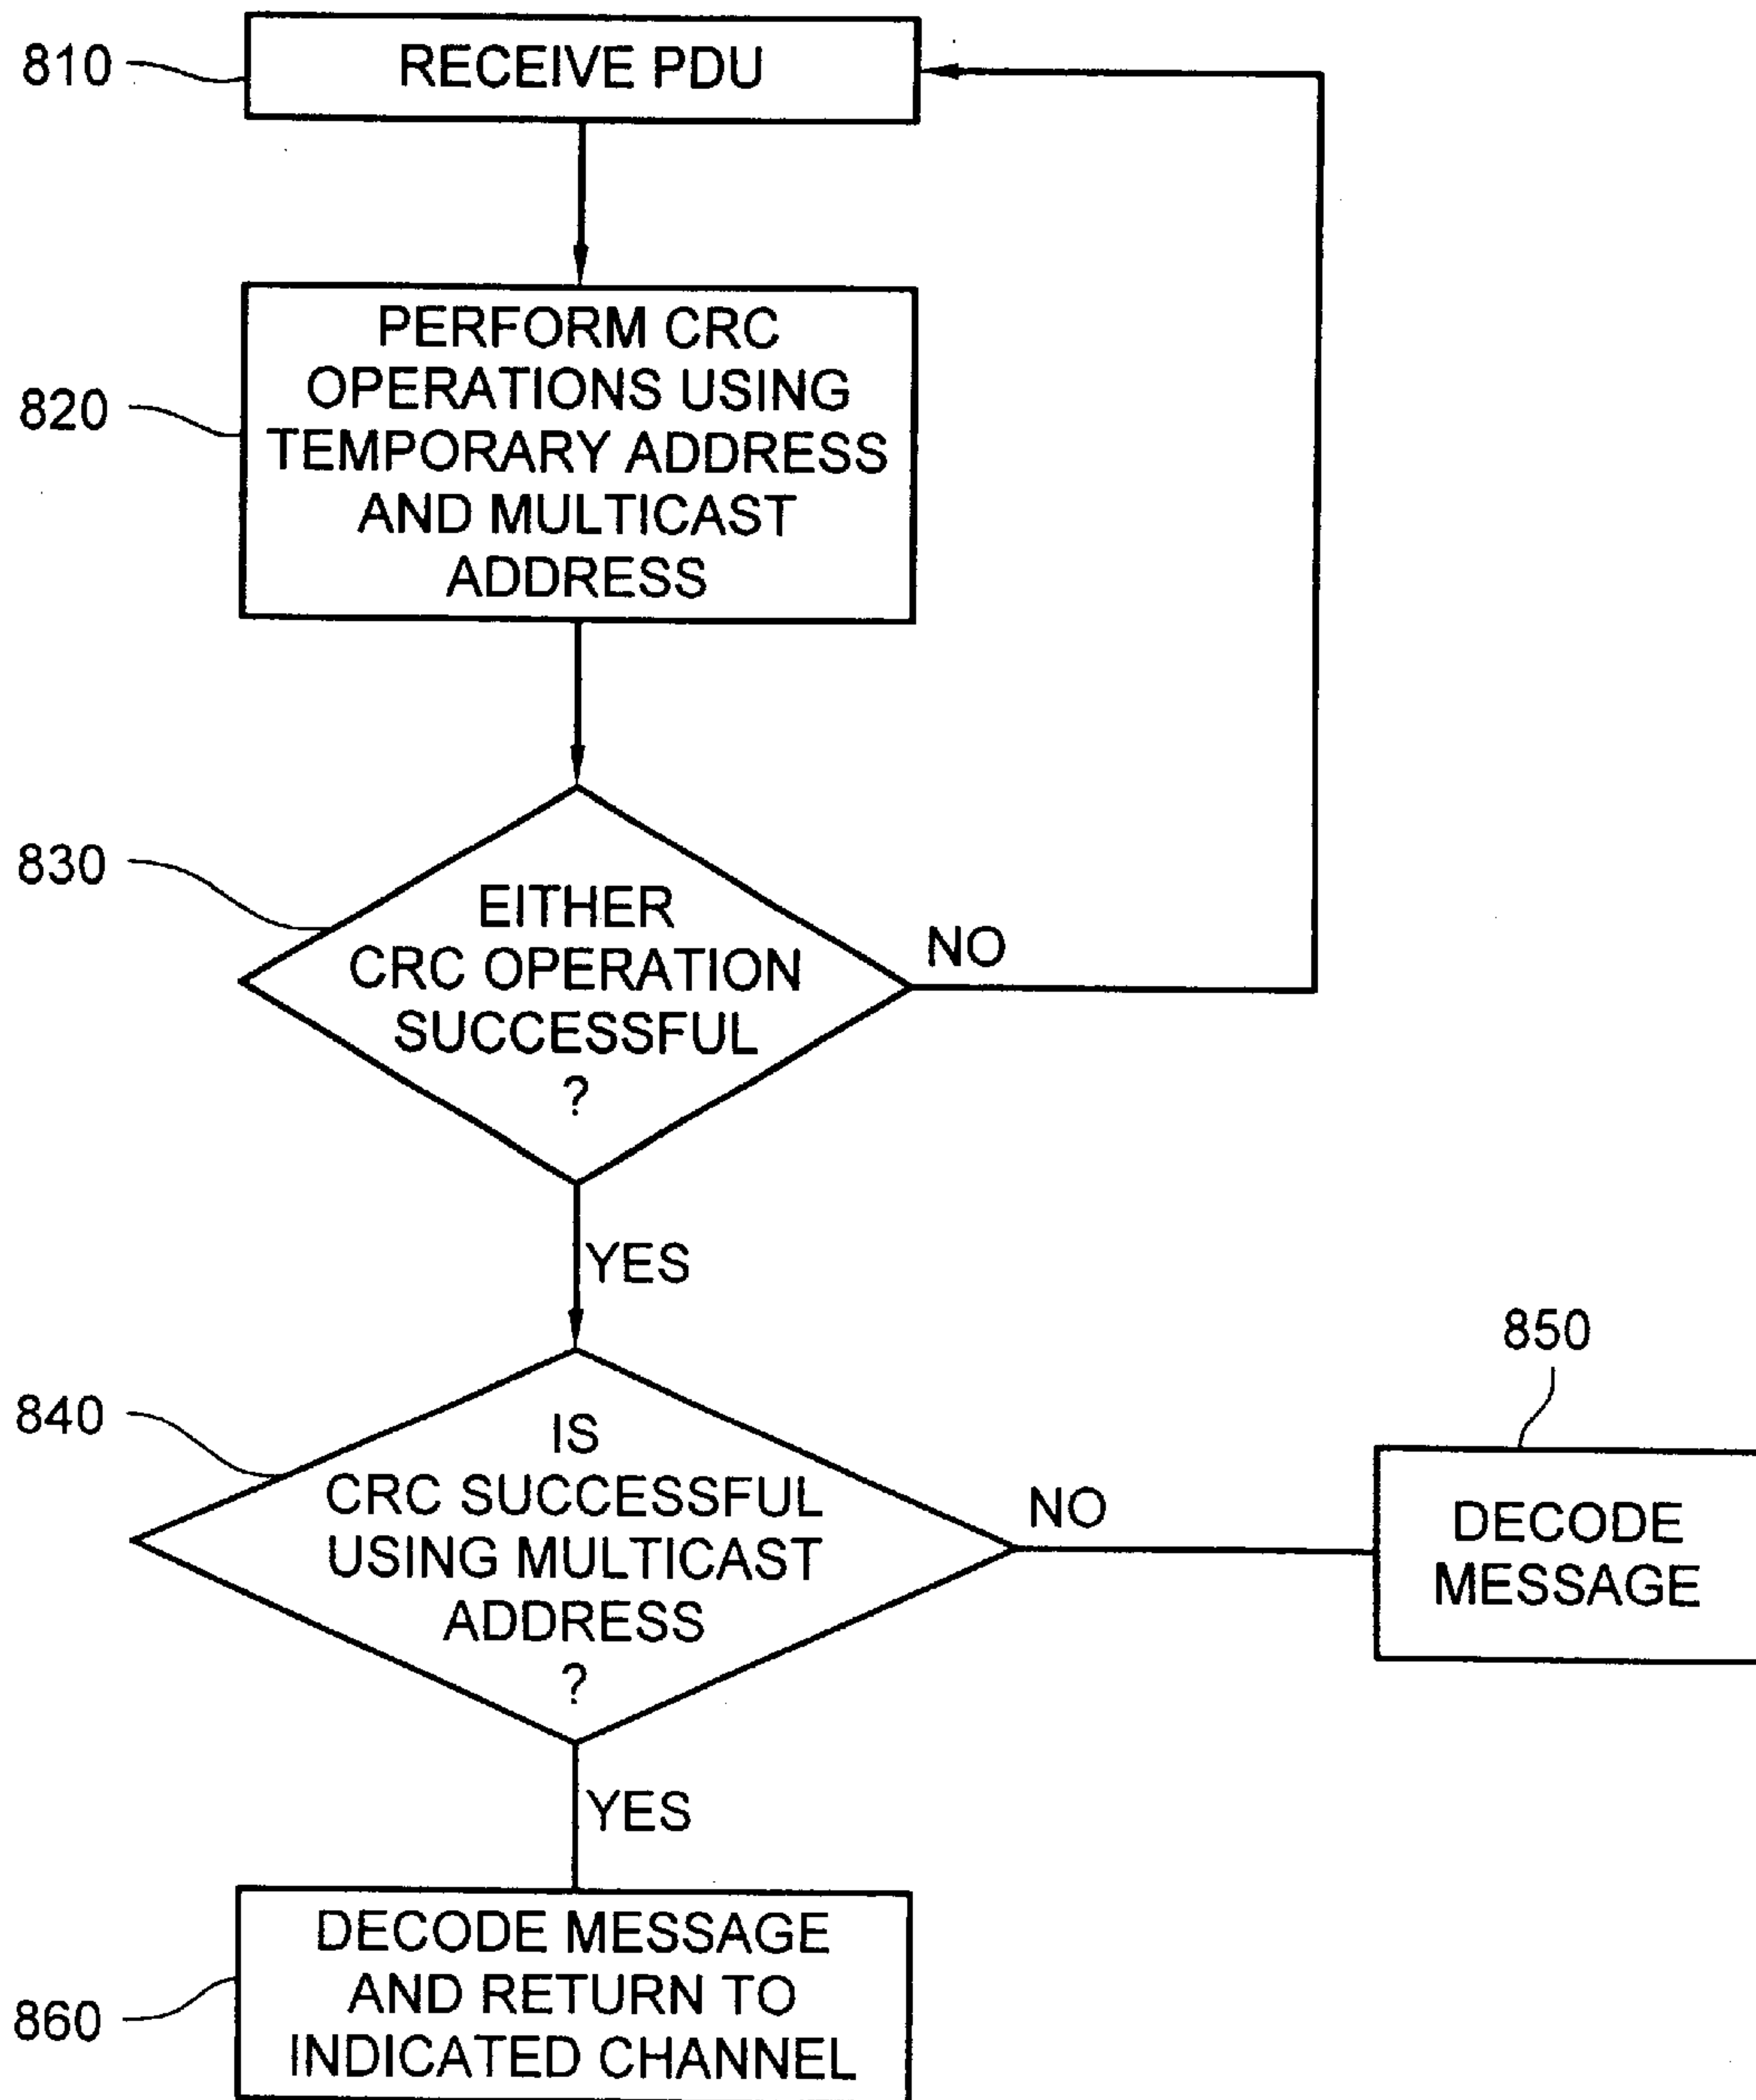 810
RECEIVE PDU
820
PERFORM CRC
OPERATIONS USING
TEMPORARY ADDRESS
AND MULTICAST
ADDRESS
830
EITHER
CRC OPERATION
SUCCESSFUL
?
NO
YES
840
IS
CRC SUCCESSFUL
USING MULTICAST
ADDRESS
?
NO
850
DECODE
MESSAGE
YES
860
DECODE MESSAGE
AND RETURN TO
INDICATED CHANNEL